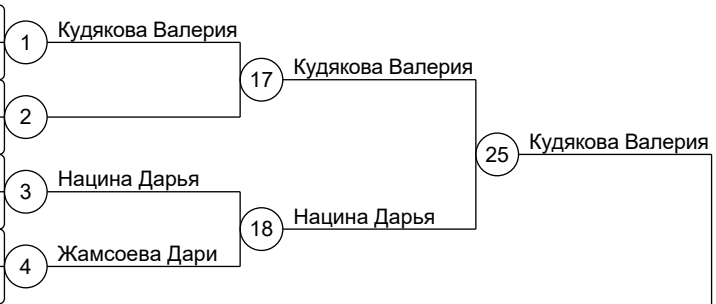 1
Кудякова Валерия
17
Кудякова Валерия
2
25
Кудякова Валерия
3
Нацина Дарья
18
Нацина Дарья
4
Жамсоева Дари